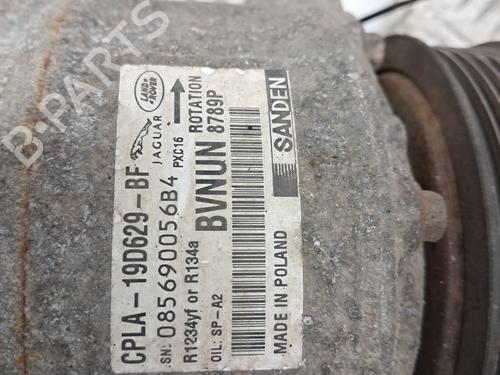 CPLA-19D629-BF
JAGUAR
LAND ROVER
SN: 085690056B4
PXC16
ROTATION
R1234yf or R134a
BVNUN 8789P
OIL: SP-A2
MADE IN POLAND
SANDEN
B-PARTS